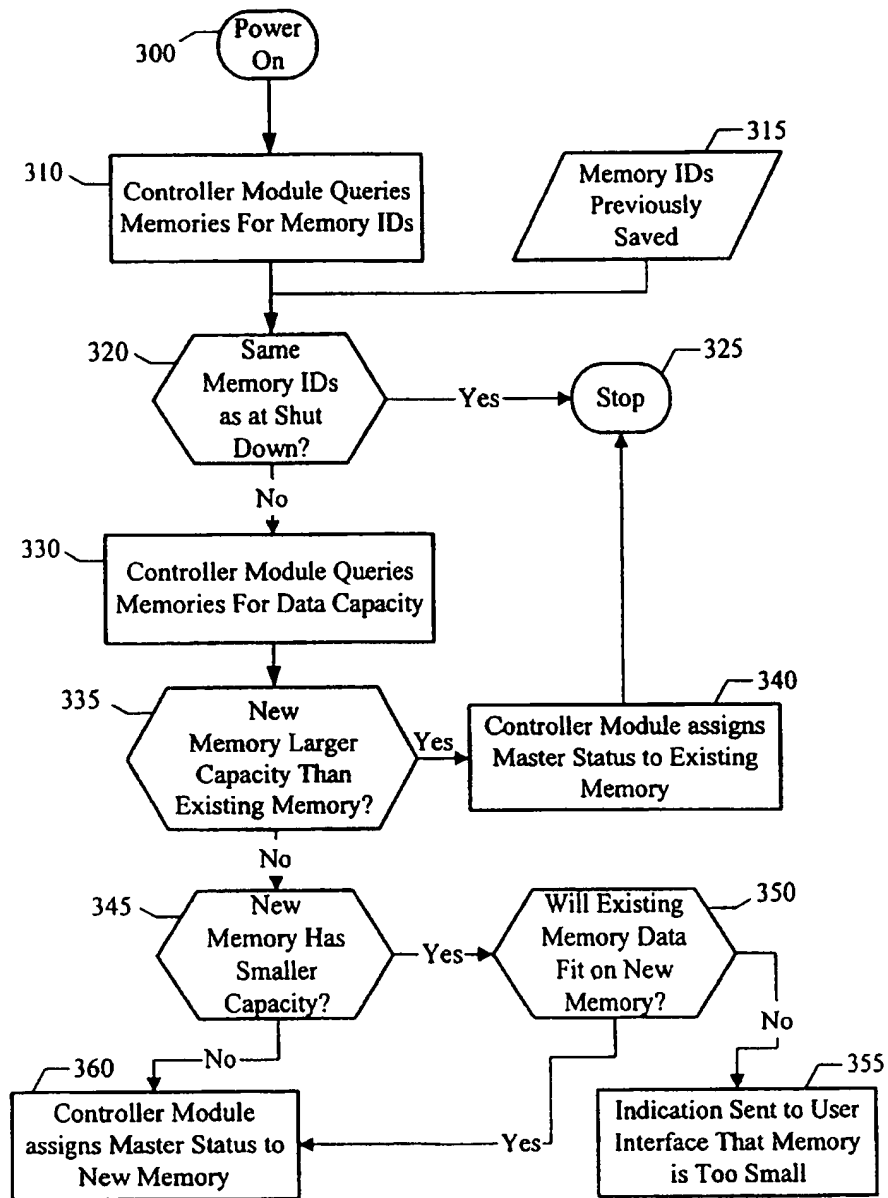 Power
On
300
310
Controller Module Queries
Memories For Memory IDs
315
Memory IDs
Previously
Saved
320
Same
Memory IDs
as at Shut
Down?
Yes
325
Stop
No
330
Controller Module Queries
Memories For Data Capacity
335
New
Memory Larger
Capacity Than
Existing Memory?
Yes
340
Controller Module assigns
Master Status to Existing
Memory
No
345
New
Memory Has
Smaller
Capacity?
Yes
350
Will Existing
Memory Data
Fit on New
Memory?
No
No
360
Controller Module
assigns Master Status to
New Memory
Yes
355
Indication Sent to User
Interface That Memory
is Too Small